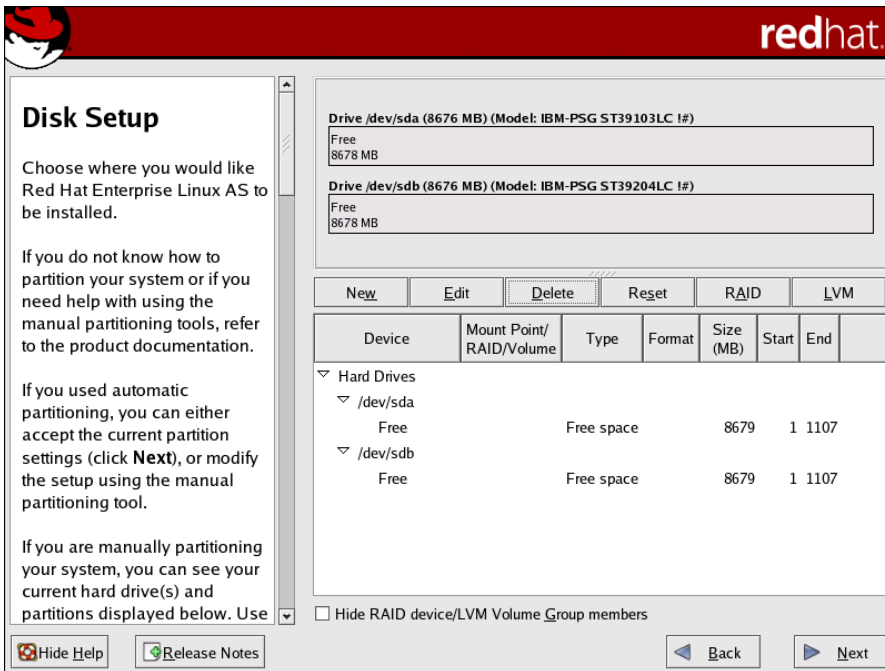 redhat.
Disk Setup
Choose where you would like
Red Hat Enterprise Linux AS to
be installed.
If you do not know how to
partition your system or if you
need help with using the
manual partitioning tools, refer
to the product documentation.
If you used automatic
partitioning, you can either
accept the current partition
settings (click Next), or modify
the setup using the manual
partitioning tool.
If you are manually partitioning
your system, you can see your
current hard drive(s) and
partitions displayed below. Use
Drive /dev/sda (8676 MB) (Model: IBM-PSG ST39103LC !#)
Free
8678 MB
Drive /dev/sdb (8676 MB) (Model: IBM-PSG ST39204LC !#)
Free
8678 MB
New Edit Delete Reset RAID LVM
Device Mount Point/ RAID/Volume Type Format Size (MB) Start End
Hard Drives
/dev/sda
Free Free space 8679 1 1107
/dev/sdb
Free Free space 8679 1 1107
Hide RAID device/LVM Volume Group members
Hide Help Release Notes Back Next